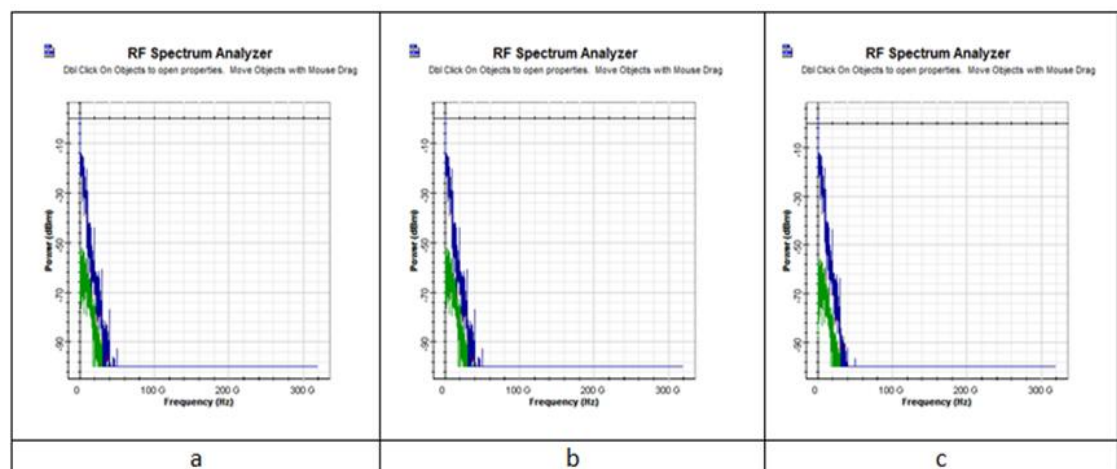 RF Spectrum Analyzer
Dbl Click On Objects to open properties. Move Objects with Mouse Drag
Power (dBm)
-10
-30
-50
-70
-90
0
100 G
200 G
300 G
Frequency (Hz)
a
RF Spectrum Analyzer
Dbl Click On Objects to open properties. Move Objects with Mouse Drag
Power (dBm)
-10
-30
-50
-70
-90
0
100 G
200 G
300 G
Frequency (Hz)
b
RF Spectrum Analyzer
Dbl Click On Objects to open properties. Move Objects with Mouse Drag
Power (dBm)
-10
-30
-50
-70
-90
0
100 G
200 G
300 G
Frequency (Hz)
c